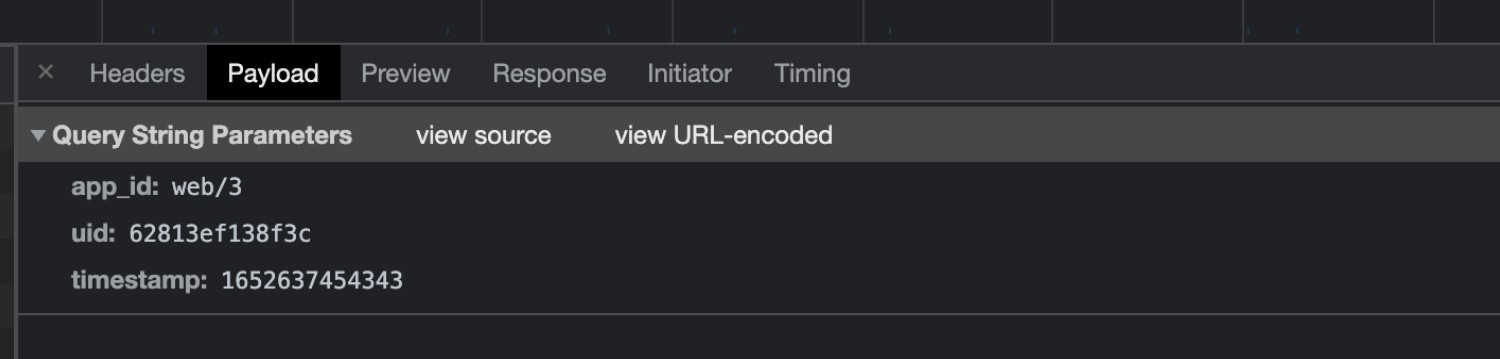 × Headers Payload Preview Response Initiator Timing
Query String Parameters view source view URL-encoded
app_id: web/3
uid: 62813ef138f3c
timestamp: 1652637454343